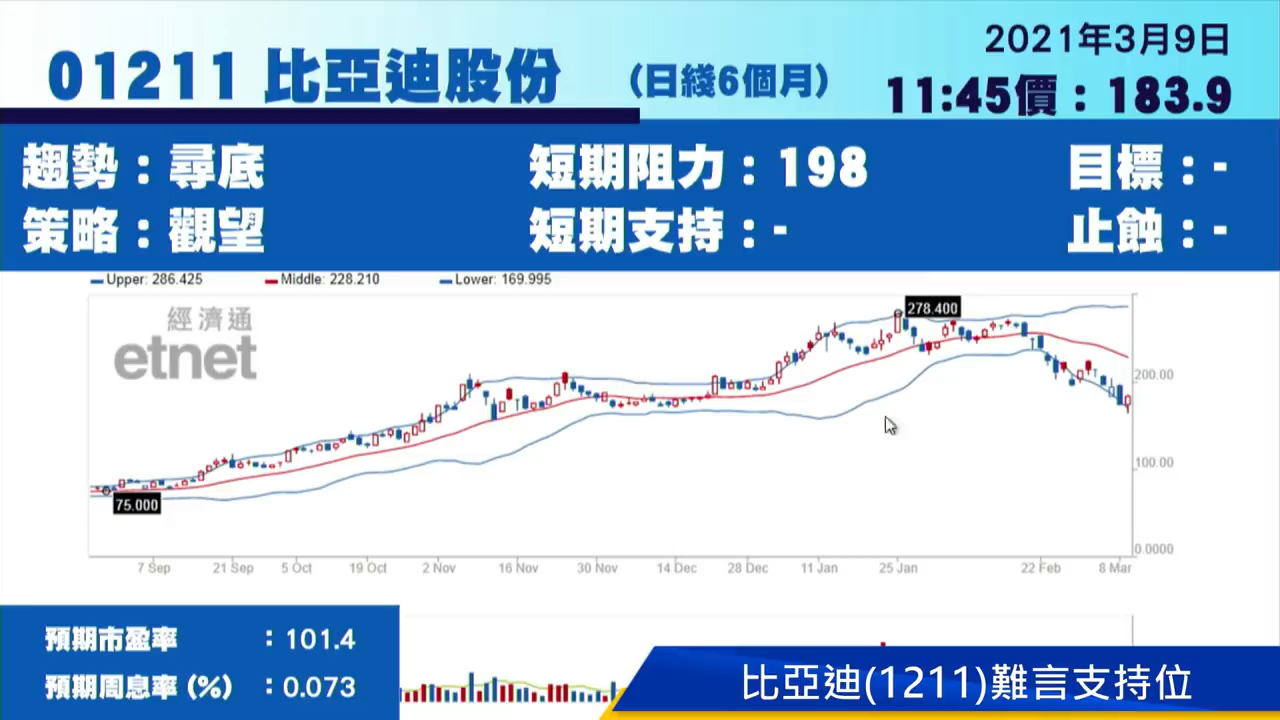 01211 比亞迪股份
(日綫6個月)
2021年3月9日
11:45價：183.9
趨勢：尋底
短期阻力：198
目標：-
策略：觀望
短期支持：-
止蝕：-
Upper: 286.425
Middle: 228.210
Lower: 169.995
經濟通
etnet
278.400
75.000
200.00
100.00
0.0000
7 Sep
21 Sep
5 Oct
19 Oct
2 Nov
16 Nov
30 Nov
14 Dec
28 Dec
11 Jan
25 Jan
22 Feb
8 Mar
預期市盈率 ：101.4
預期周息率 (%) ：0.073
比亞迪(1211)難言支持位